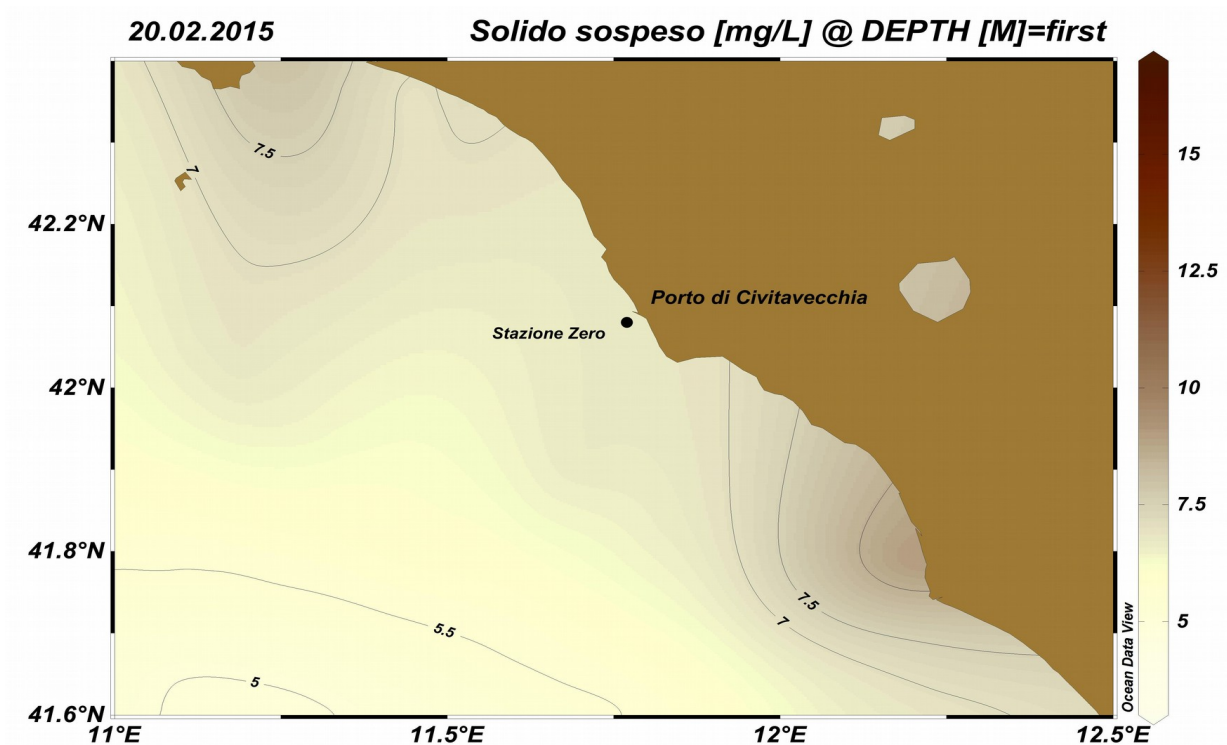 20.02.2015
Solido sospeso [mg/L] @ DEPTH [M]=first
7.5
7
42.2°N
Porto di Civitavecchia
Stazione Zero
42°N
41.8°N
7.5
7
5.5
5
41.6°N
11°E
11.5°E
12°E
12.5°E
15
12.5
10
7.5
5
Ocean Data View